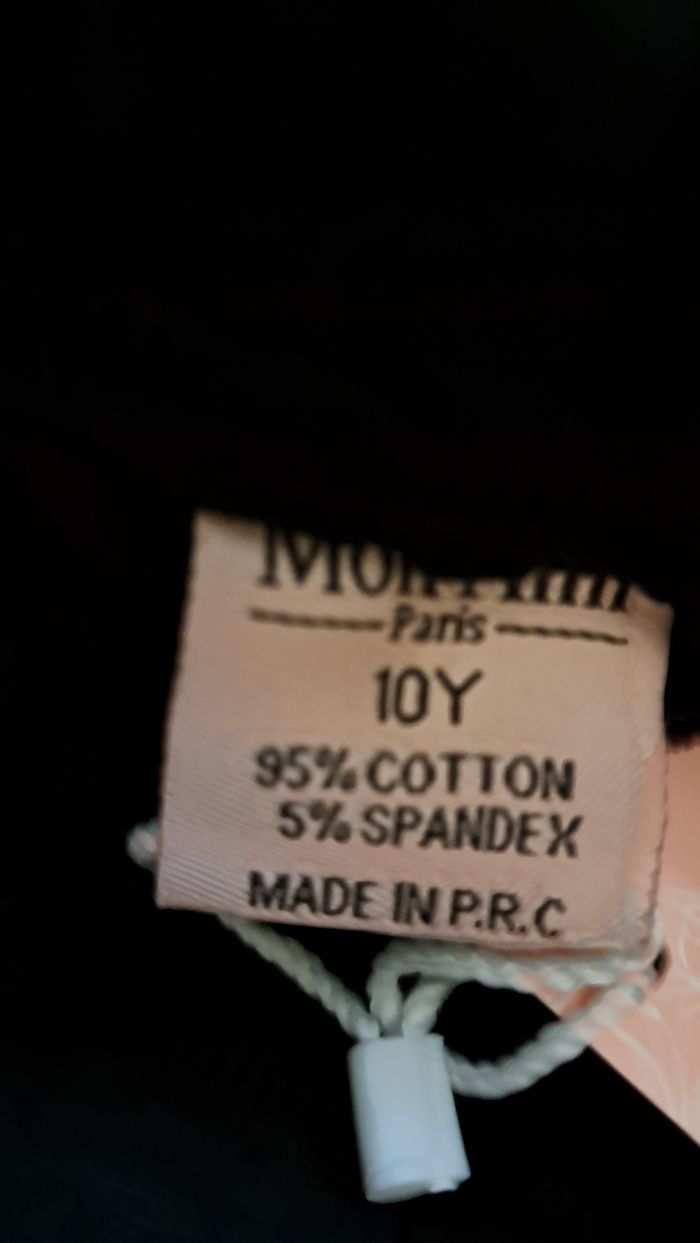 Paris
10Y
95% COTTON
5% SPANDEX
MADE IN P.R.C